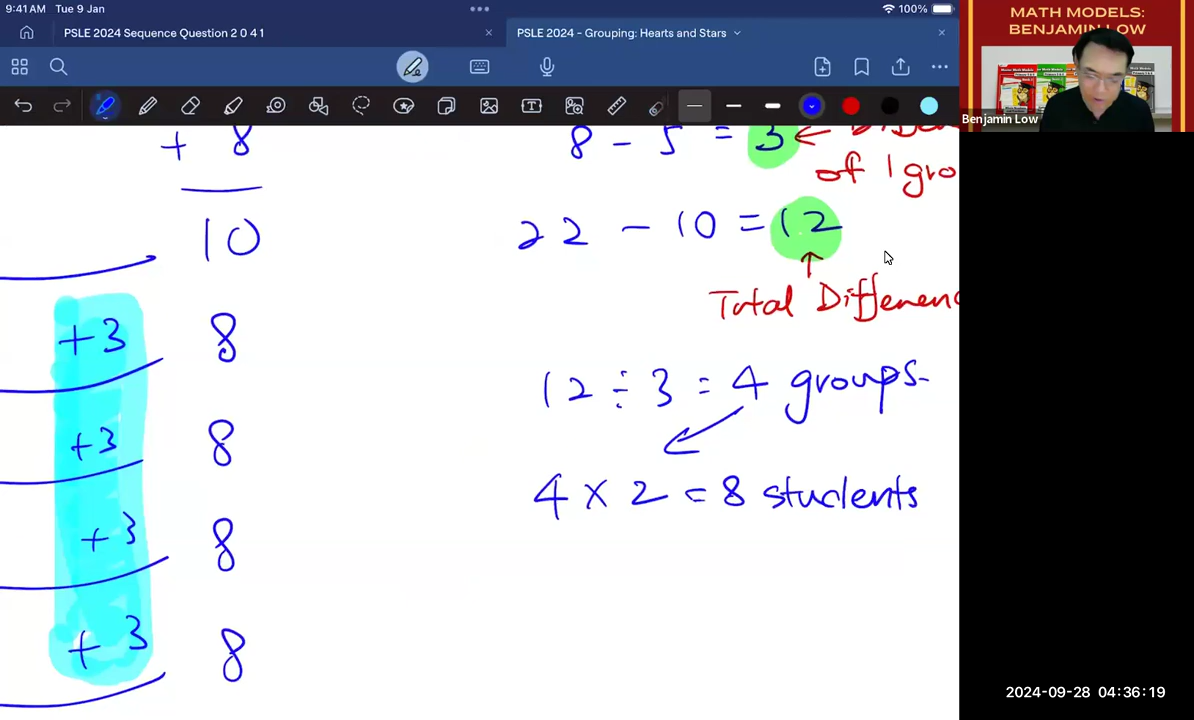 9:41 AM Tue 9 Jan
100%
PSLE 2024 Sequence Question 2 0 4 1
PSLE 2024 - Grouping: Hearts and Stars
MATH MODELS:
BENJAMIN LOW
Benjamin Low
+ 8
10
+3 8
+3 8
+3 8
+3 8
8 - 5 = 3 ←
of 1 gro
22 - 10 = 12
↑
Total Differenc
12 ÷ 3 = 4 groups.
4 × 2 = 8 students
2024-09-28 04:36:19